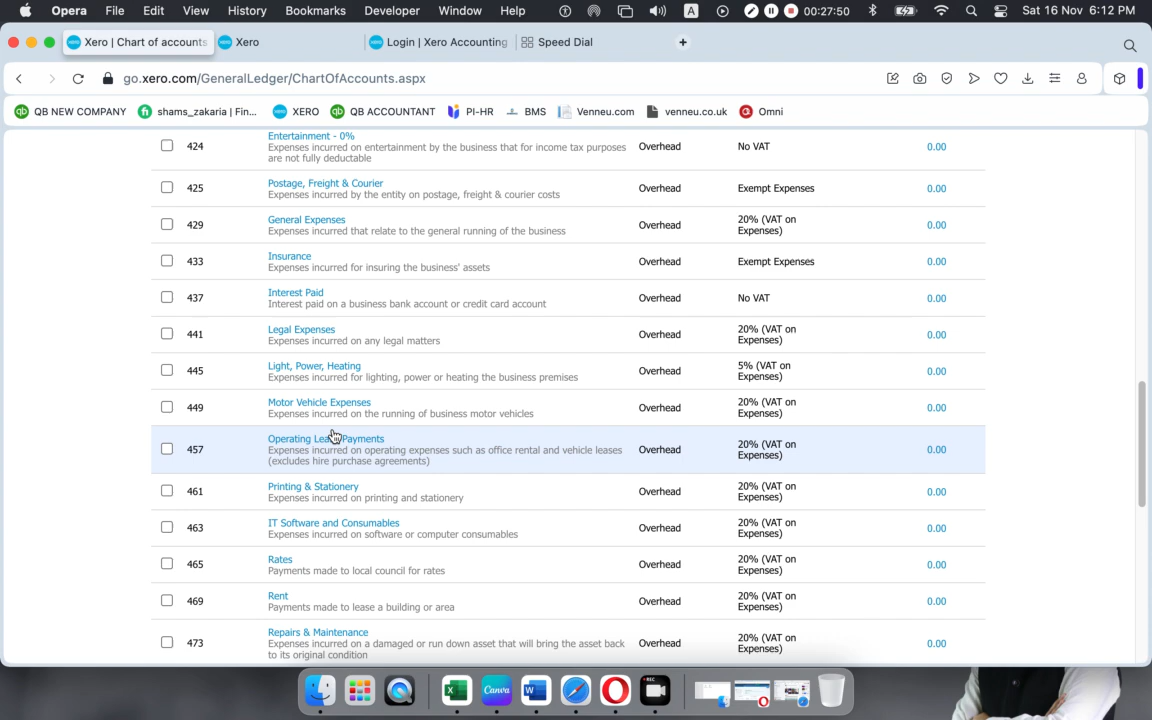 Opera File Edit View History Bookmarks Developer Window Help A 00:27:50 Sat 16 Nov 6:12 PM
Xero | Chart of accounts Xero Login | Xero Accounting Speed Dial
go.xero.com/GeneralLedger/ChartOfAccounts.aspx
QB NEW COMPANY shams_zakaria | Fin... XERO QB ACCOUNTANT PI-HR BMS Venneu.com venneu.co.uk Omni
Entertainment - 0%
424 Expenses incurred on entertainment by the business that for income tax purposes Overhead No VAT 0.00
are not fully deductable
Postage, Freight & Courier
425 Expenses incurred by the entity on postage, freight & courier costs Overhead Exempt Expenses 0.00
General Expenses 20% (VAT on
429 Expenses incurred that relate to the general running of the business Overhead Expenses) 0.00
Insurance
433 Expenses incurred for insuring the business' assets Overhead Exempt Expenses 0.00
Interest Paid
437 Interest paid on a business bank account or credit card account Overhead No VAT 0.00
Legal Expenses 20% (VAT on
441 Expenses incurred on any legal matters Overhead Expenses) 0.00
Light, Power, Heating 5% (VAT on
445 Expenses incurred for lighting, power or heating the business premises Overhead Expenses) 0.00
Motor Vehicle Expenses 20% (VAT on
449 Expenses incurred on the running of business motor vehicles Overhead Expenses) 0.00
Operating Payments 20% (VAT on
457 Expenses incurred on operating expenses such as office rental and vehicle leases Overhead Expenses) 0.00
(excludes hire purchase agreements)
Printing & Stationery 20% (VAT on
461 Expenses incurred on printing and stationery Overhead Expenses) 0.00
IT Software and Consumables 20% (VAT on
463 Expenses incurred on software or computer consumables Overhead Expenses) 0.00
Rates 20% (VAT on
465 Payments made to local council for rates Overhead Expenses) 0.00
Rent 20% (VAT on
469 Payments made to lease a building or area Overhead Expenses) 0.00
Repairs & Maintenance 20% (VAT on
473 Expenses incurred on a damaged or run down asset that will bring the asset back Overhead Expenses) 0.00
to its original condition
Canva
REC